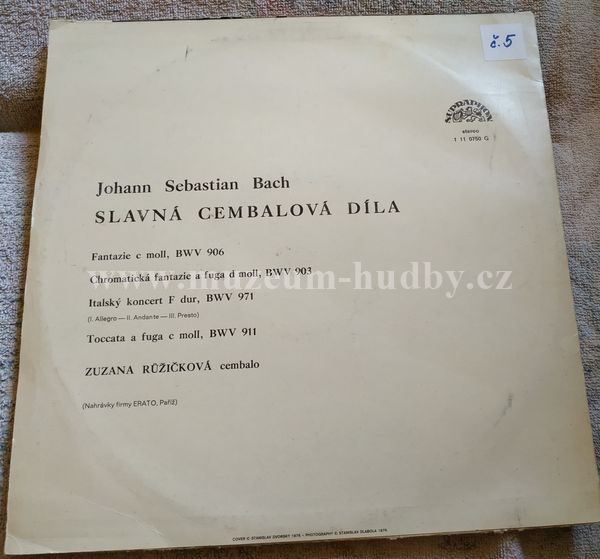 č.5
SUPRAPHON
stereo
1 11 0750 G
Johann Sebastian Bach
SLAVNÁ CEMBALOVÁ DÍLA
Fantazie c moll, BWV 906
Chromatická fantazie a fuga d moll, BWV 903
www.muzeum-hudby.cz
Italský koncert F dur, BWV 971
(I. Allegro — II. Andante — III. Presto)
Toccata a fuga c moll, BWV 911
ZUZANA RŮŽIČKOVÁ cembalo
(Nahrávky firmy ERATO, Paříž)
COVER © STANISLAV DVORSKÝ 1976 – PHOTOGRAPHY © STANISLAV DLABOLA 1976